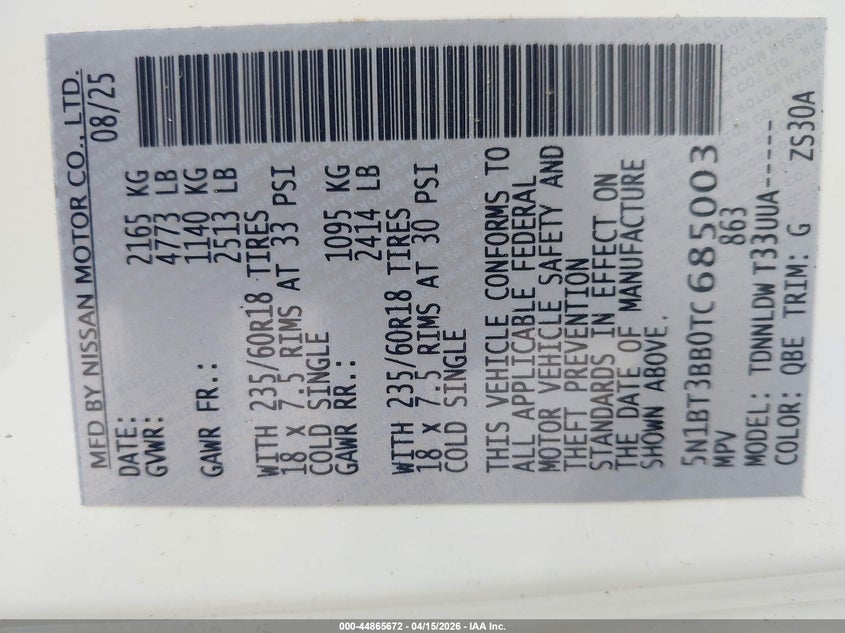 MFD BY NISSAN MOTOR CO., LTD.
DATE: 08/25
GVWR: 2165 KG
4773 LB
GAWR FR.: 1140 KG
2513 LB
WITH 235/60R18 TIRES
18 X 7.5 RIMS AT 33 PSI
COLD SINGLE
GAWR RR.: 1095 KG
2414 LB
WITH 235/60R18 TIRES
18 X 7.5 RIMS AT 30 PSI
COLD SINGLE
THIS VEHICLE CONFORMS TO
ALL APPLICABLE FEDERAL
MOTOR VEHICLE SAFETY AND
THEFT PREVENTION
STANDARDS IN EFFECT ON
THE DATE OF MANUFACTURE
SHOWN ABOVE.
5N1BT3BB0TC685003
MPV 863
MODEL: TDNNLDW T33UUA-----
COLOR: QBE TRIM: G ZS30A
000-44865672 - 04/15/2026 - IAA Inc.